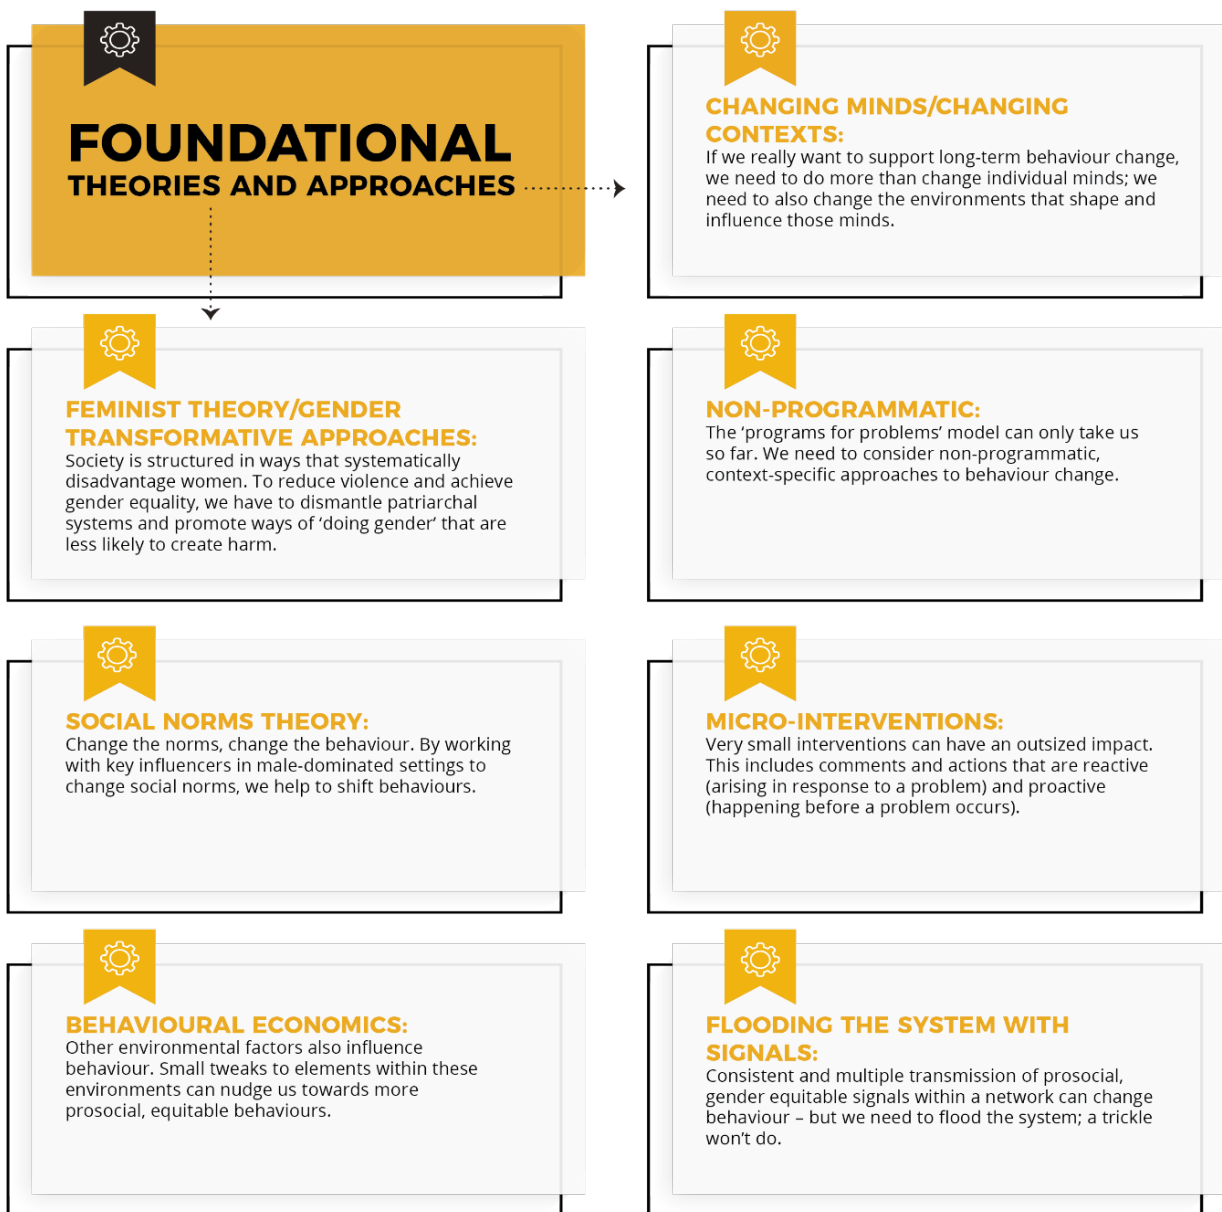 FOUNDATIONAL
THEORIES AND APPROACHES
CHANGING MINDS/CHANGING
CONTEXTS:
If we really want to support long-term behaviour change,
we need to do more than change individual minds; we
need to also change the environments that shape and
influence those minds.
FEMINIST THEORY/GENDER
TRANSFORMATIVE APPROACHES:
Society is structured in ways that systematically
disadvantage women. To reduce violence and achieve
gender equality, we have to dismantle patriarchal
systems and promote ways of ‘doing gender’ that are
less likely to create harm.
NON-PROGRAMMATIC:
The ‘programs for problems’ model can only take us
so far. We need to consider non-programmatic,
context-specific approaches to behaviour change.
SOCIAL NORMS THEORY:
Change the norms, change the behaviour. By working
with key influencers in male-dominated settings to
change social norms, we help to shift behaviours.
MICRO-INTERVENTIONS:
Very small interventions can have an outsized impact.
This includes comments and actions that are reactive
(arising in response to a problem) and proactive
(happening before a problem occurs).
BEHAVIOURAL ECONOMICS:
Other environmental factors also influence
behaviour. Small tweaks to elements within these
environments can nudge us towards more
prosocial, equitable behaviours.
FLOODING THE SYSTEM WITH
SIGNALS:
Consistent and multiple transmission of prosocial,
gender equitable signals within a network can change
behaviour – but we need to flood the system; a trickle
won’t do.